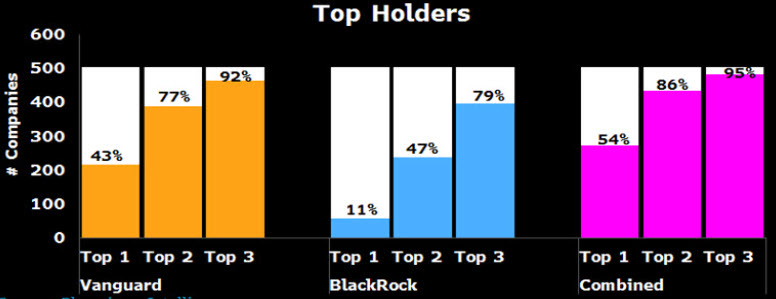 Top Holders
600
500
400
300
200
100
0
# Companies
43%
77%
92%
11%
47%
79%
54%
86%
95%
Top 1 Top 2 Top 3
Top 1 Top 2 Top 3
Top 1 Top 2 Top 3
Vanguard
BlackRock
Combined